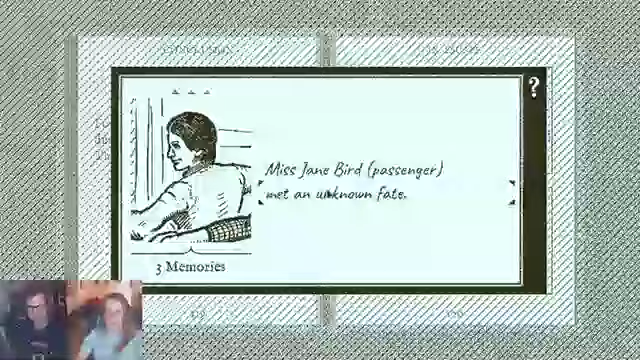 ?
Miss Jane Bird (passenger)
met an unknown fate.
3 Memories